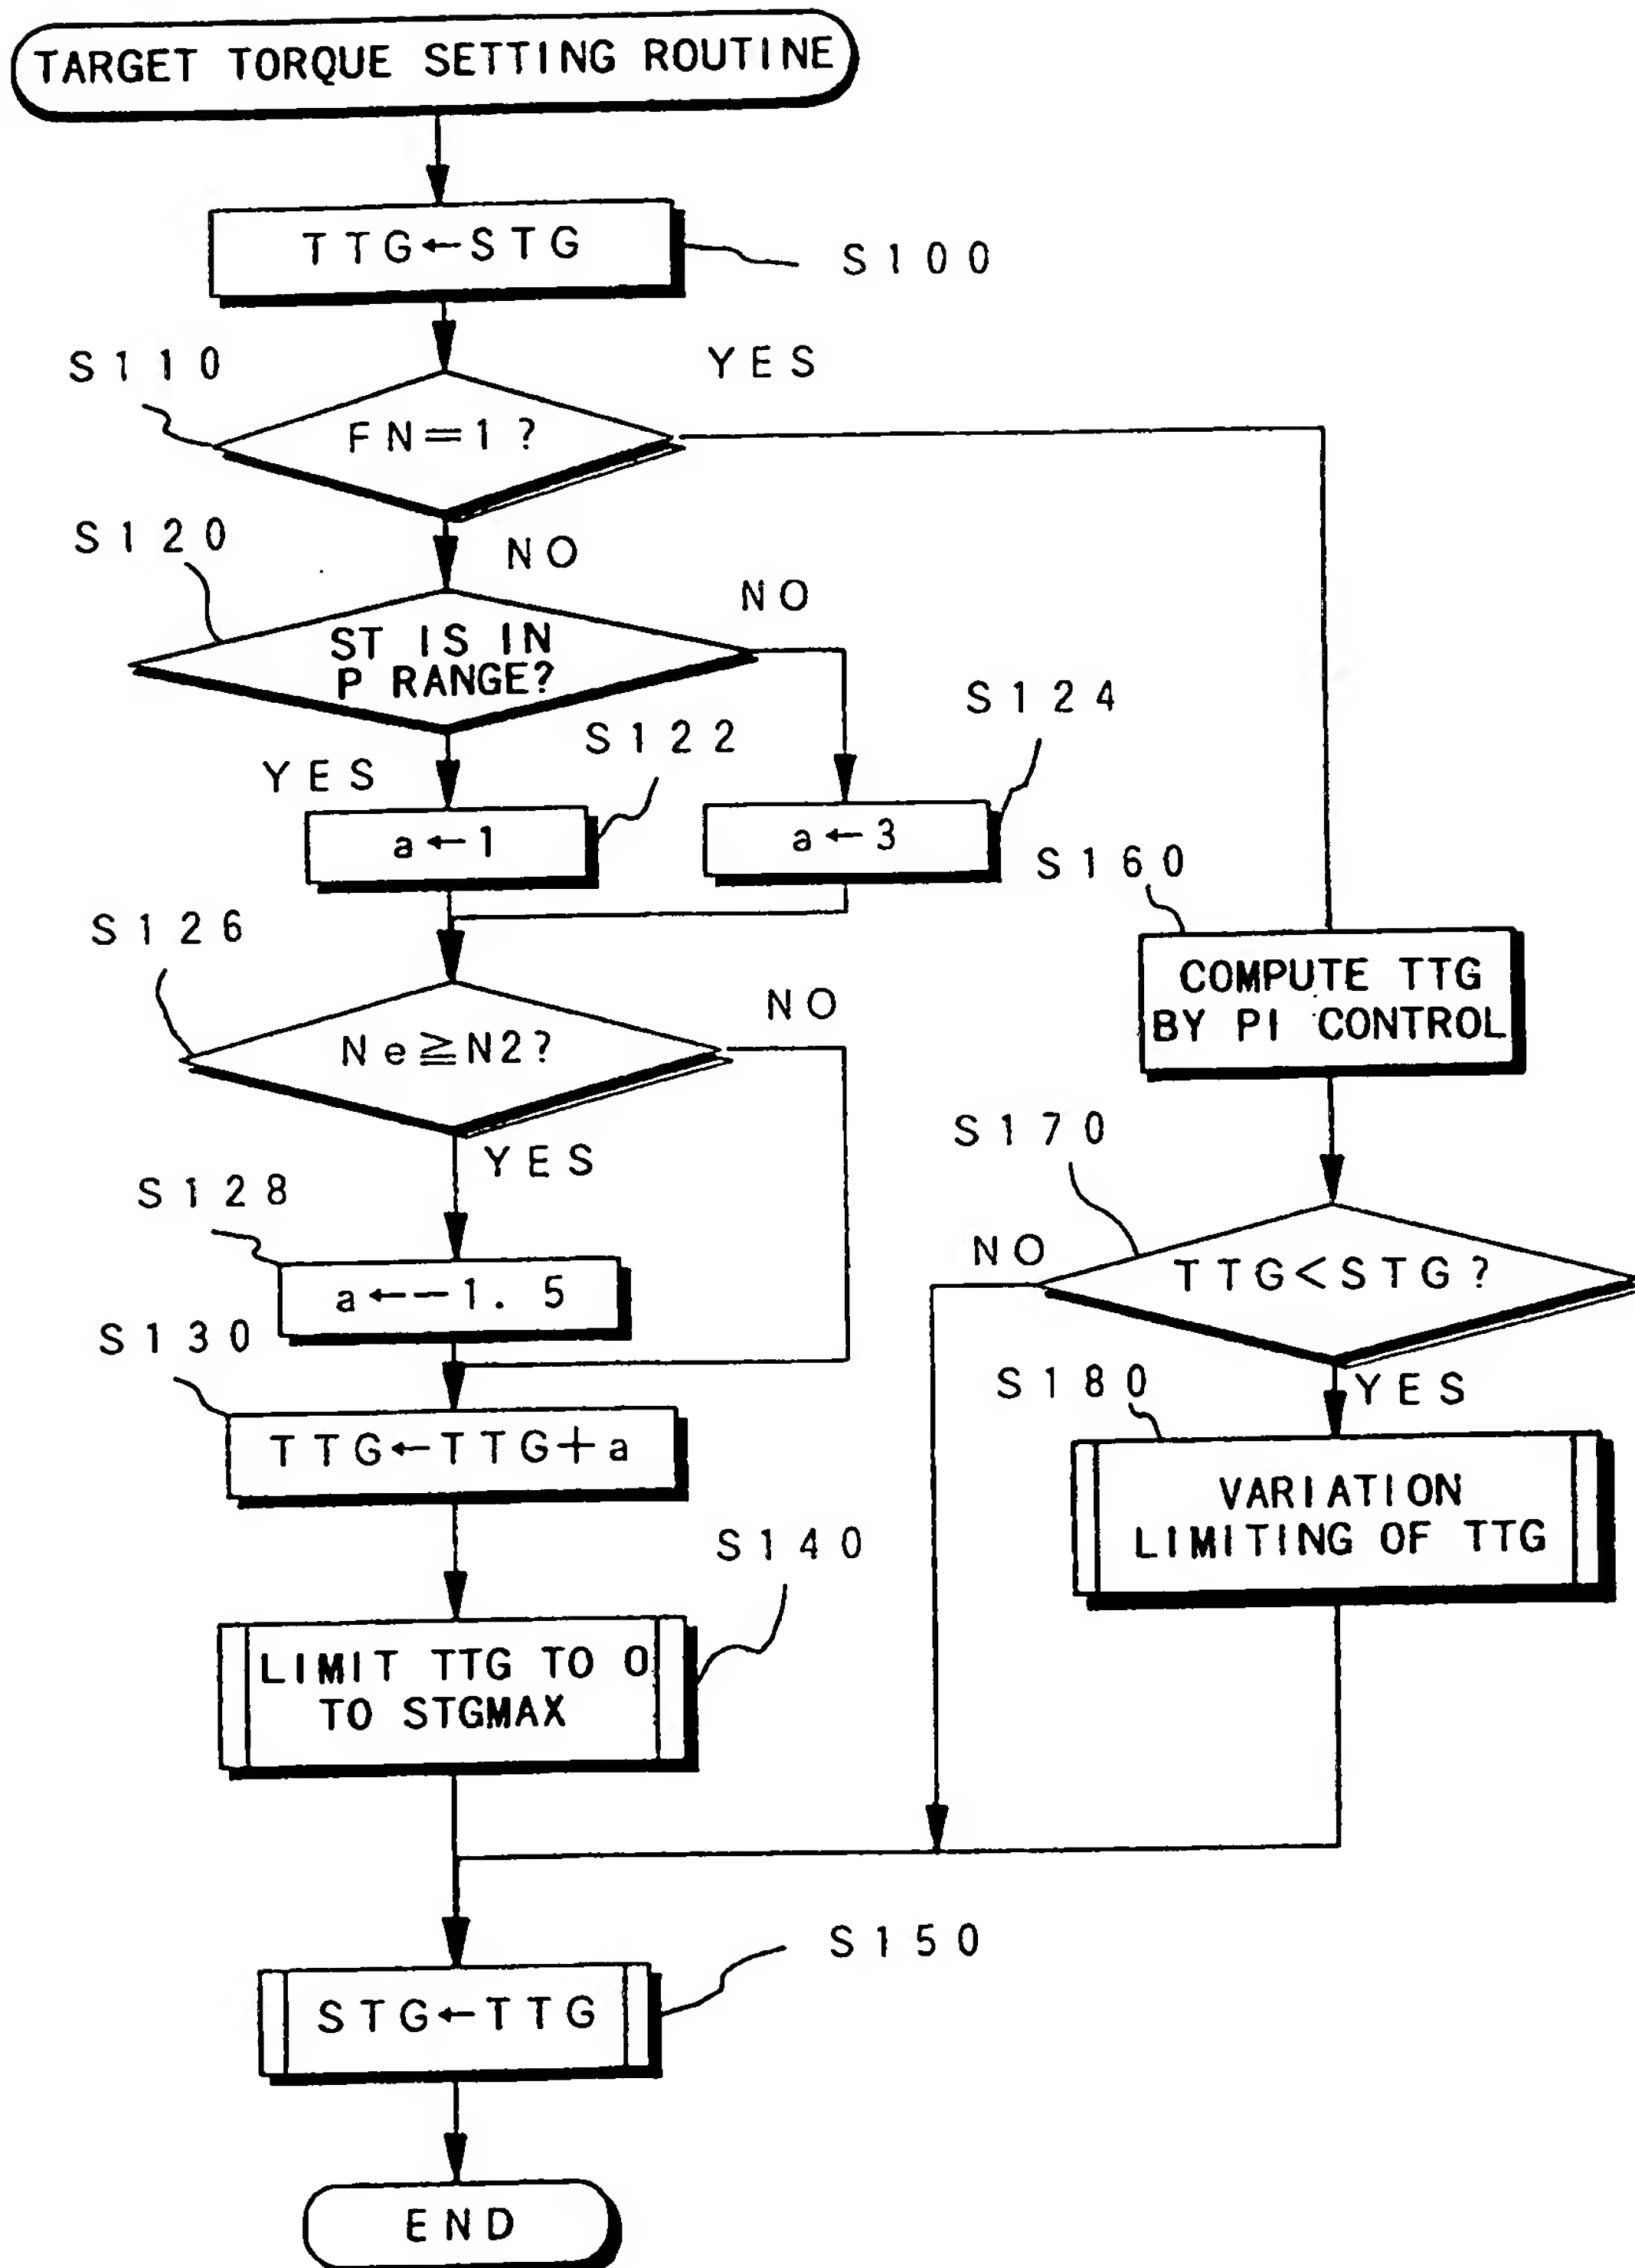 TARGET TORQUE SETTING ROUTINE
TTG←STG
S100
S110
YES
FN=1?
S120
NO
NO
ST IS IN
P RANGE?
S124
S122
YES
a←1
a←3
S160
S126
COMPUTE TTG
BY PI CONTROL
NO
Ne≧N2?
S170
YES
S128
NO
TTG<STG?
a←−1.5
S130
S180
YES
TTG←TTG+a
VARIATION
LIMITING OF TTG
S140
LIMIT TTG TO 0
TO STGMAX
S150
STG←TTG
END